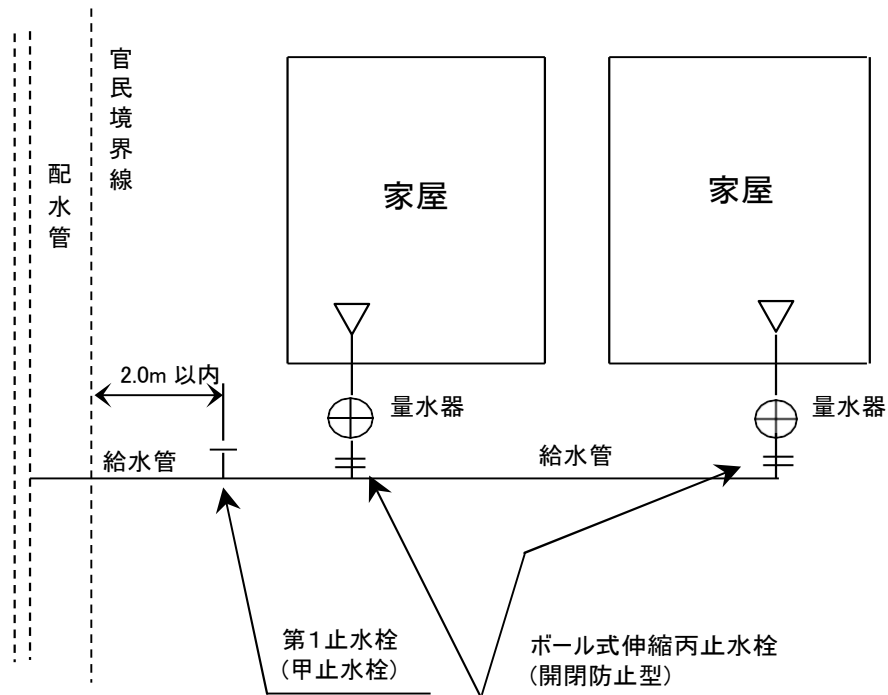 官民境界線
配水管
家屋
家屋
2.0m 以内
量水器
量水器
給水管
給水管
第1止水栓
(甲止水栓)
ボール式伸縮丙止水栓
(開閉防止型)